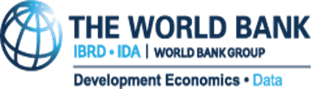 THE WORLD BANK
IBRD • IDA | WORLD BANK GROUP
Development Economics • Data